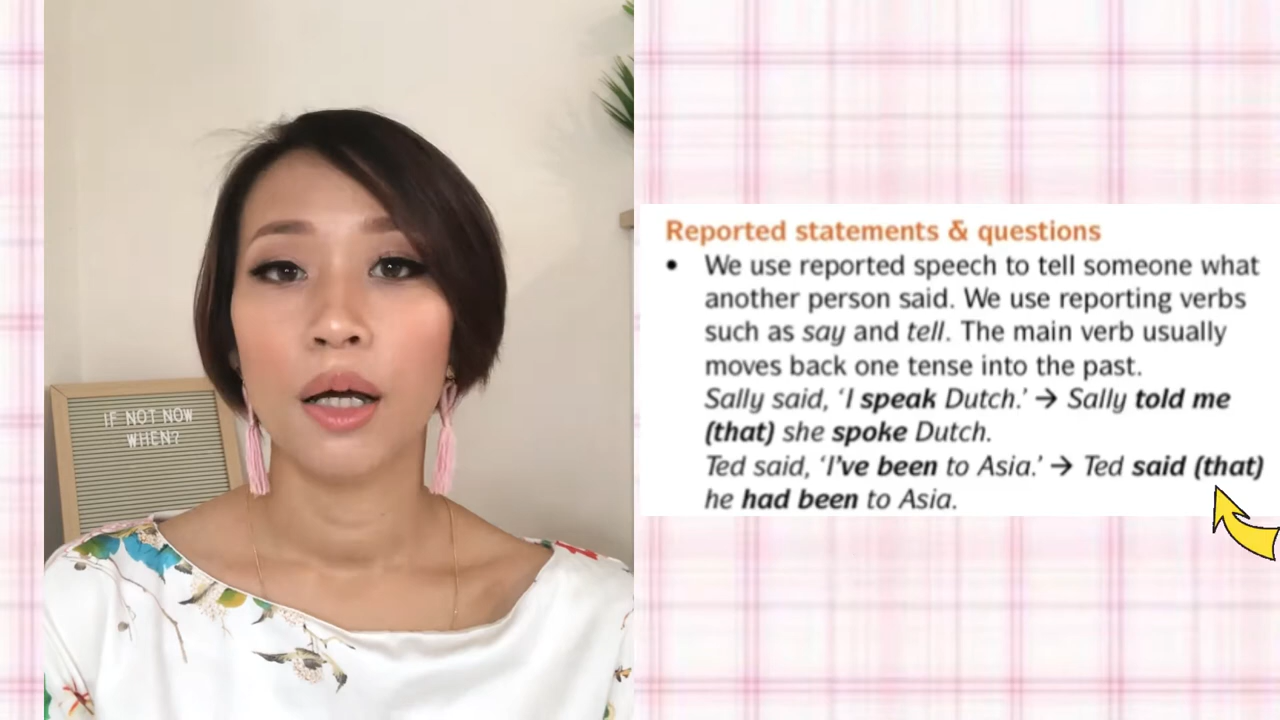 IF NOT NOW
WHEN?
Reported statements & questions
• We use reported speech to tell someone what
another person said. We use reporting verbs
such as say and tell. The main verb usually
moves back one tense into the past.
Sally said, ‘I speak Dutch.’ → Sally told me
(that) she spoke Dutch.
Ted said, ‘I’ve been to Asia.’ → Ted said (that)
he had been to Asia.